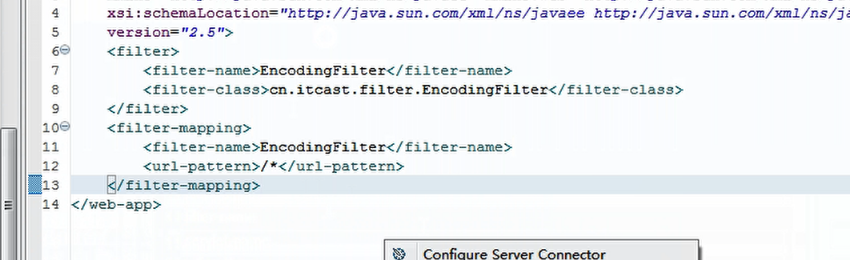 4 xsi:schemaLocation="http://java.sun.com/xml/ns/javaee http://java.sun.com/xml/ns/ja
5 version="2.5">
6 <filter>
7 <filter-name>EncodingFilter</filter-name>
8 <filter-class>cn.itcast.filter.EncodingFilter</filter-class>
9 </filter>
10 <filter-mapping>
11 <filter-name>EncodingFilter</filter-name>
12 <url-pattern>/*</url-pattern>
13 </filter-mapping>
14 </web-app>
Configure Server Connector